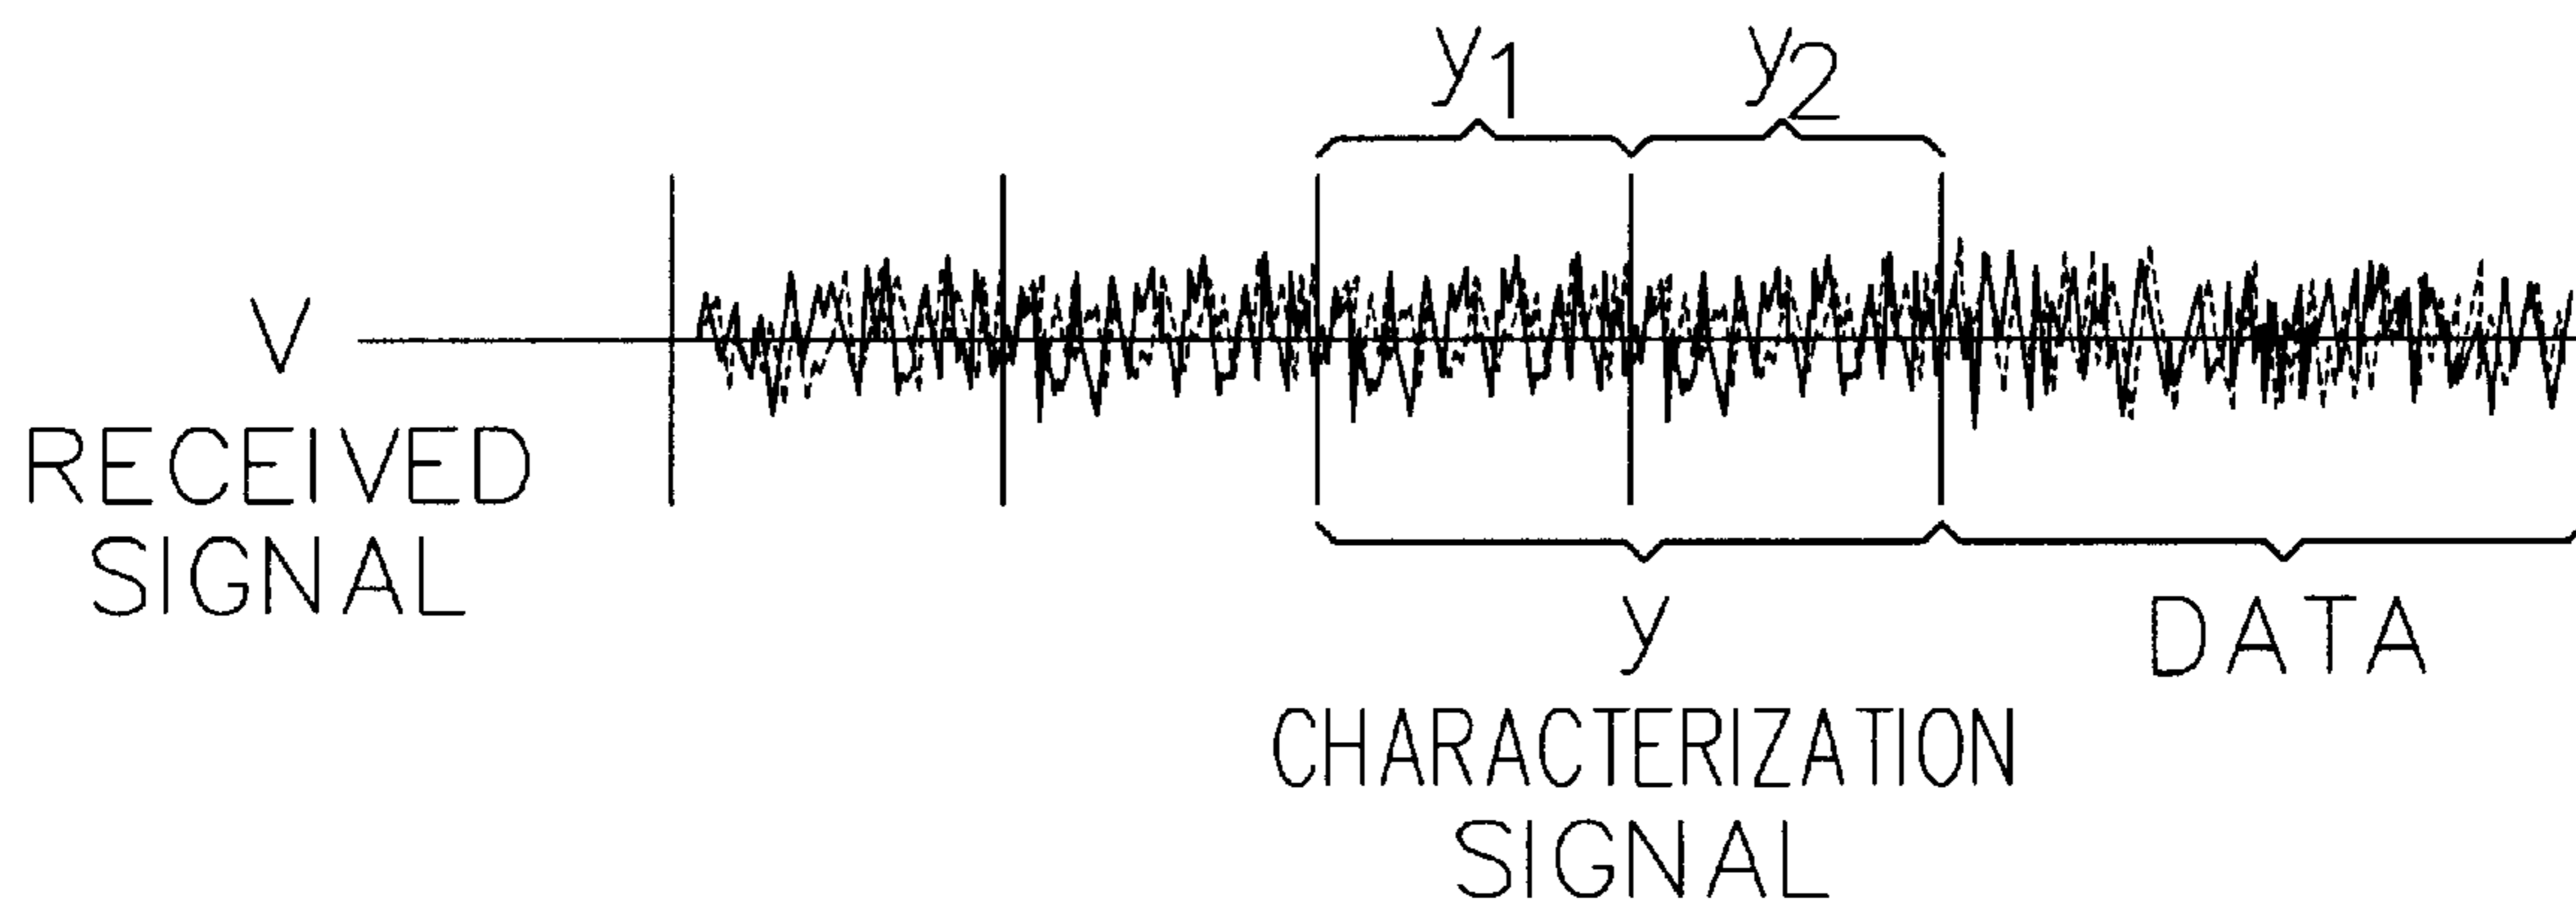 y1 y2
V
RECEIVED
SIGNAL
y
DATA
CHARACTERIZATION
SIGNAL